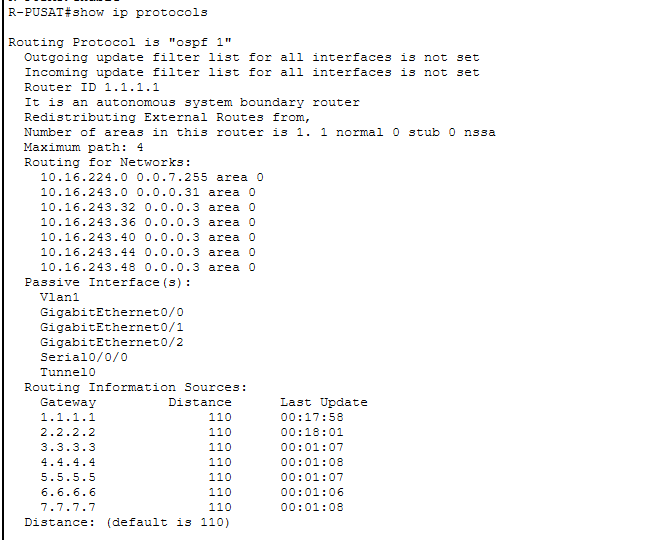 R-PUSAT#show ip protocols
Routing Protocol is "ospf 1"
Outgoing update filter list for all interfaces is not set
Incoming update filter list for all interfaces is not set
Router ID 1.1.1.1
It is an autonomous system boundary router
Redistributing External Routes from,
Number of areas in this router is 1. 1 normal 0 stub 0 nssa
Maximum path: 4
Routing for Networks:
10.16.224.0 0.0.7.255 area 0
10.16.243.0 0.0.0.31 area 0
10.16.243.32 0.0.0.3 area 0
10.16.243.36 0.0.0.3 area 0
10.16.243.40 0.0.0.3 area 0
10.16.243.44 0.0.0.3 area 0
10.16.243.48 0.0.0.3 area 0
Passive Interface(s):
Vlan1
GigabitEthernet0/0
GigabitEthernet0/1
GigabitEthernet0/2
Serial0/0/0
Tunnel0
Routing Information Sources:
Gateway Distance Last Update
1.1.1.1 110 00:17:58
2.2.2.2 110 00:18:01
3.3.3.3 110 00:01:07
4.4.4.4 110 00:01:08
5.5.5.5 110 00:01:07
6.6.6.6 110 00:01:06
7.7.7.7 110 00:01:08
Distance: (default is 110)